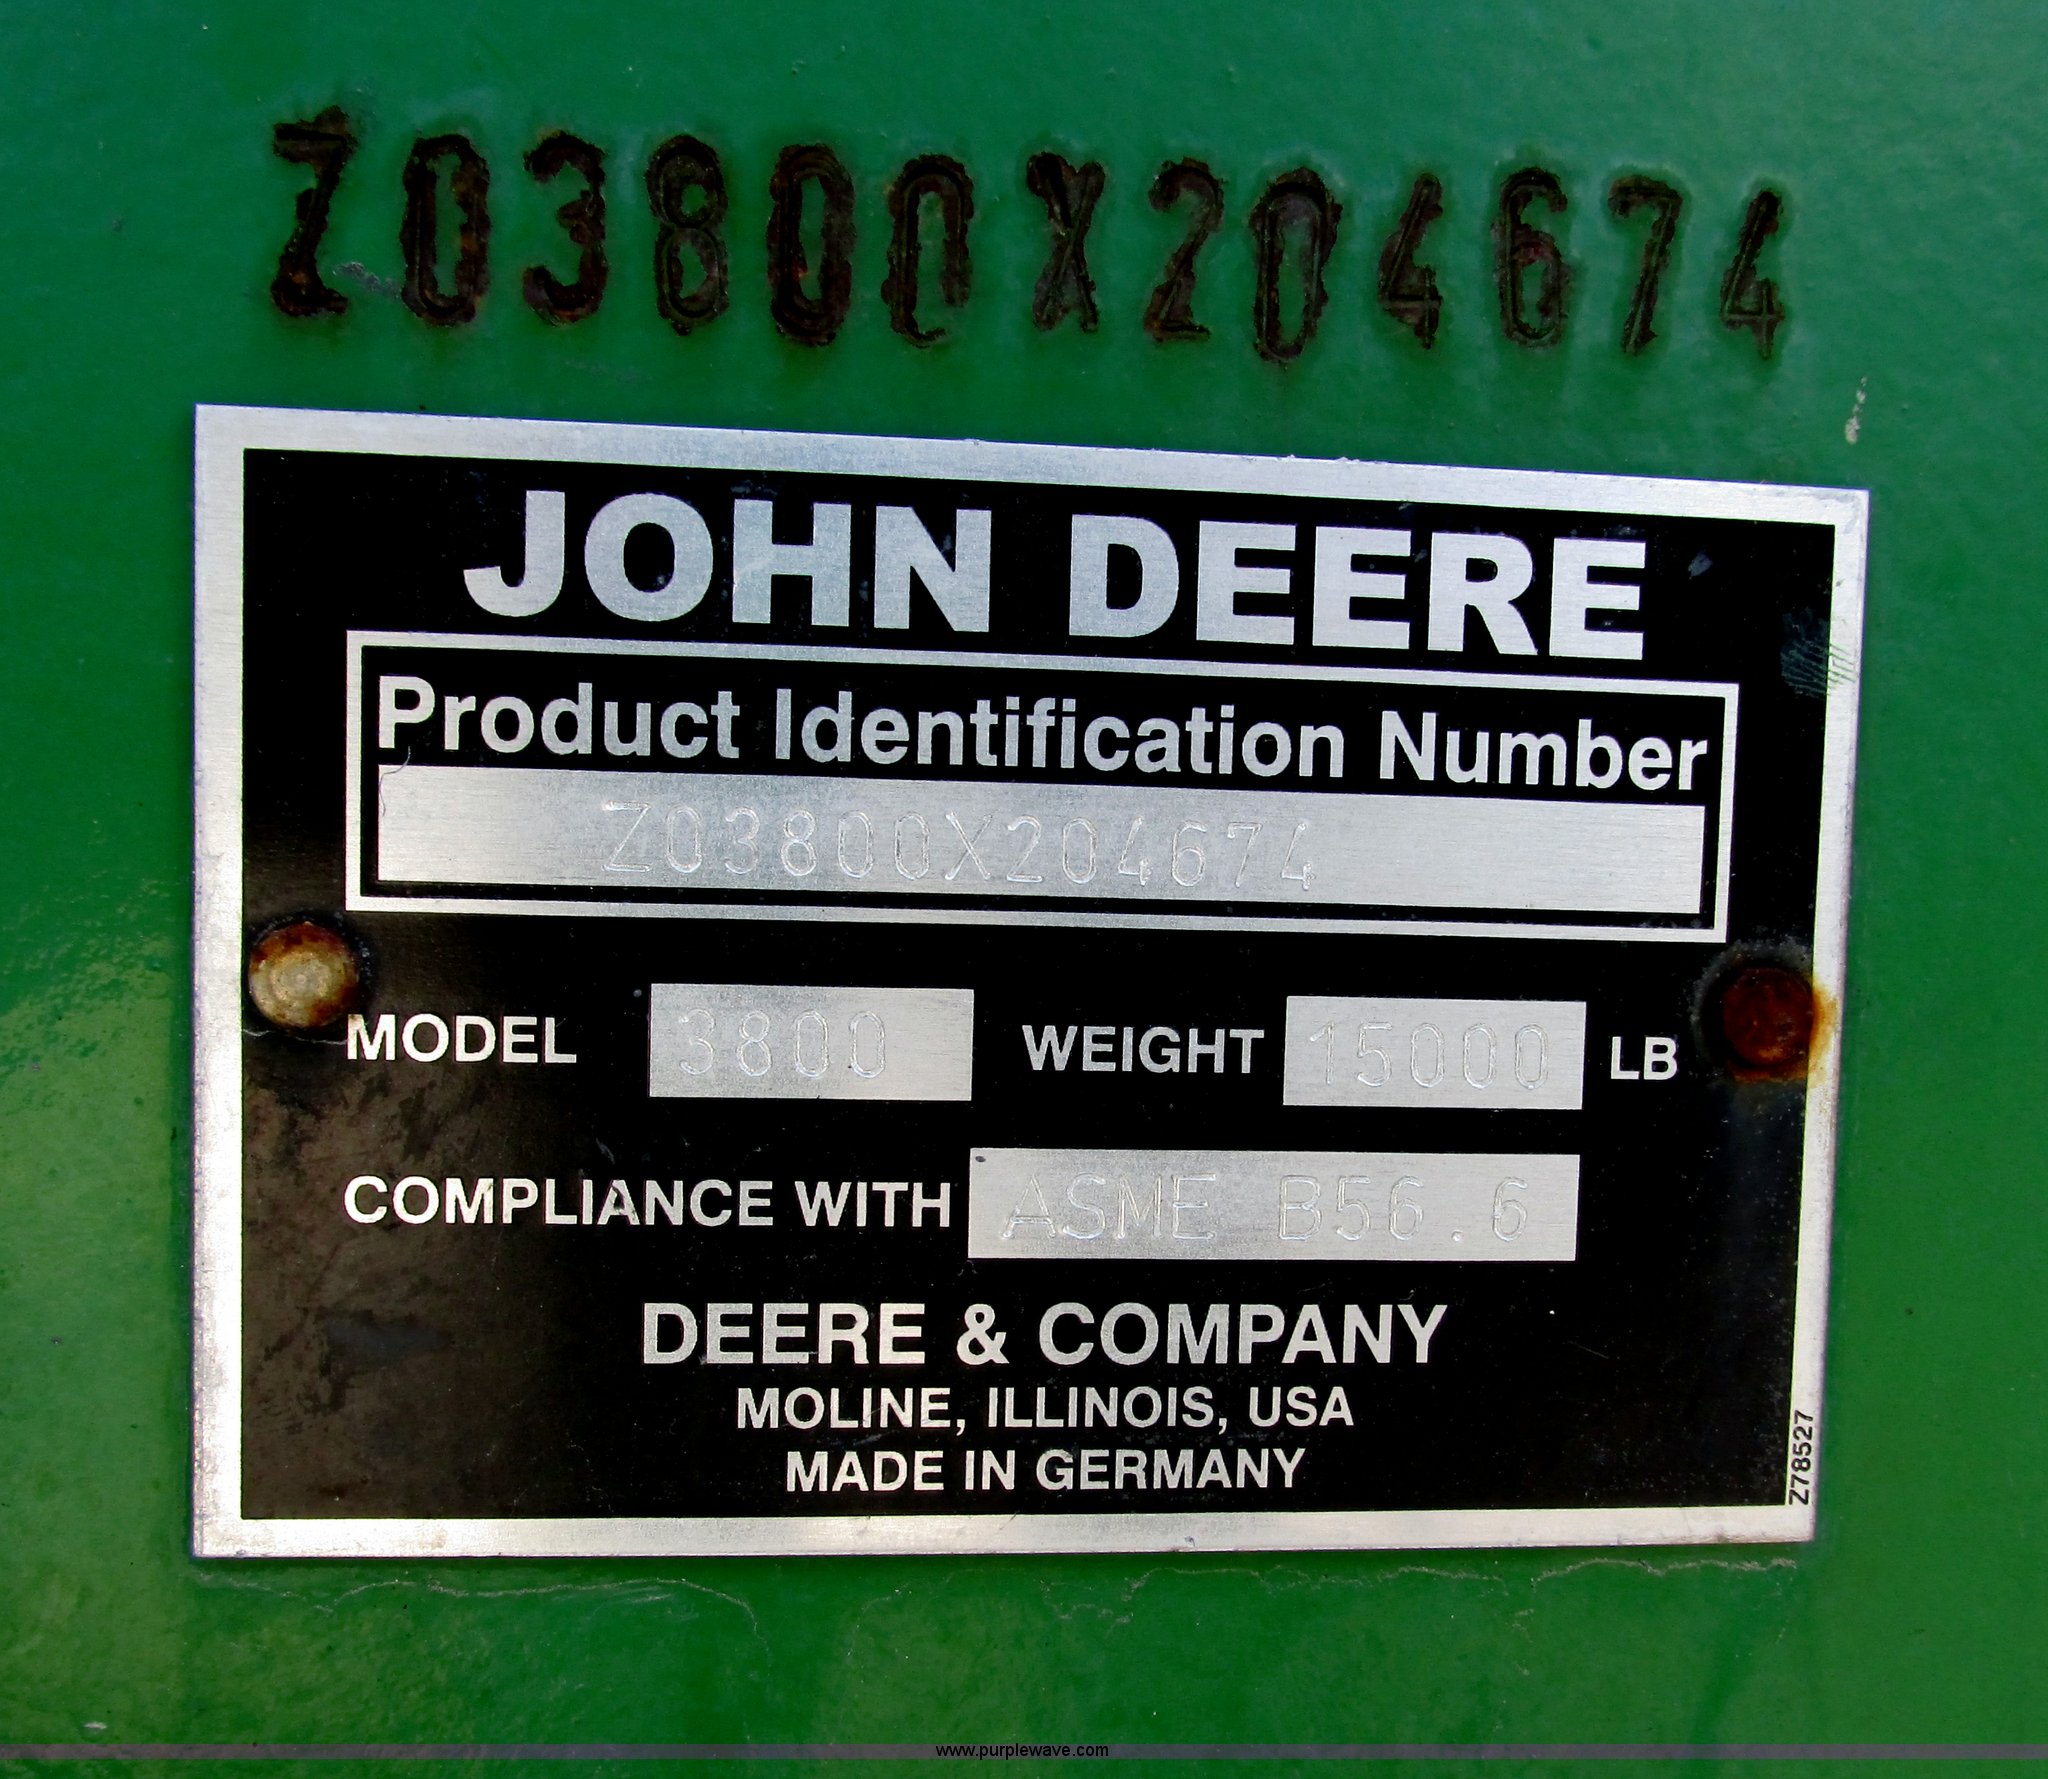 Z03800X204674
JOHN DEERE
Product Identification Number
Z03800X204674
MODEL 3800 WEIGHT 15000 LB
COMPLIANCE WITH ASME B56.6
DEERE & COMPANY
MOLINE, ILLINOIS, USA
MADE IN GERMANY
Z78527
www.purplewave.com